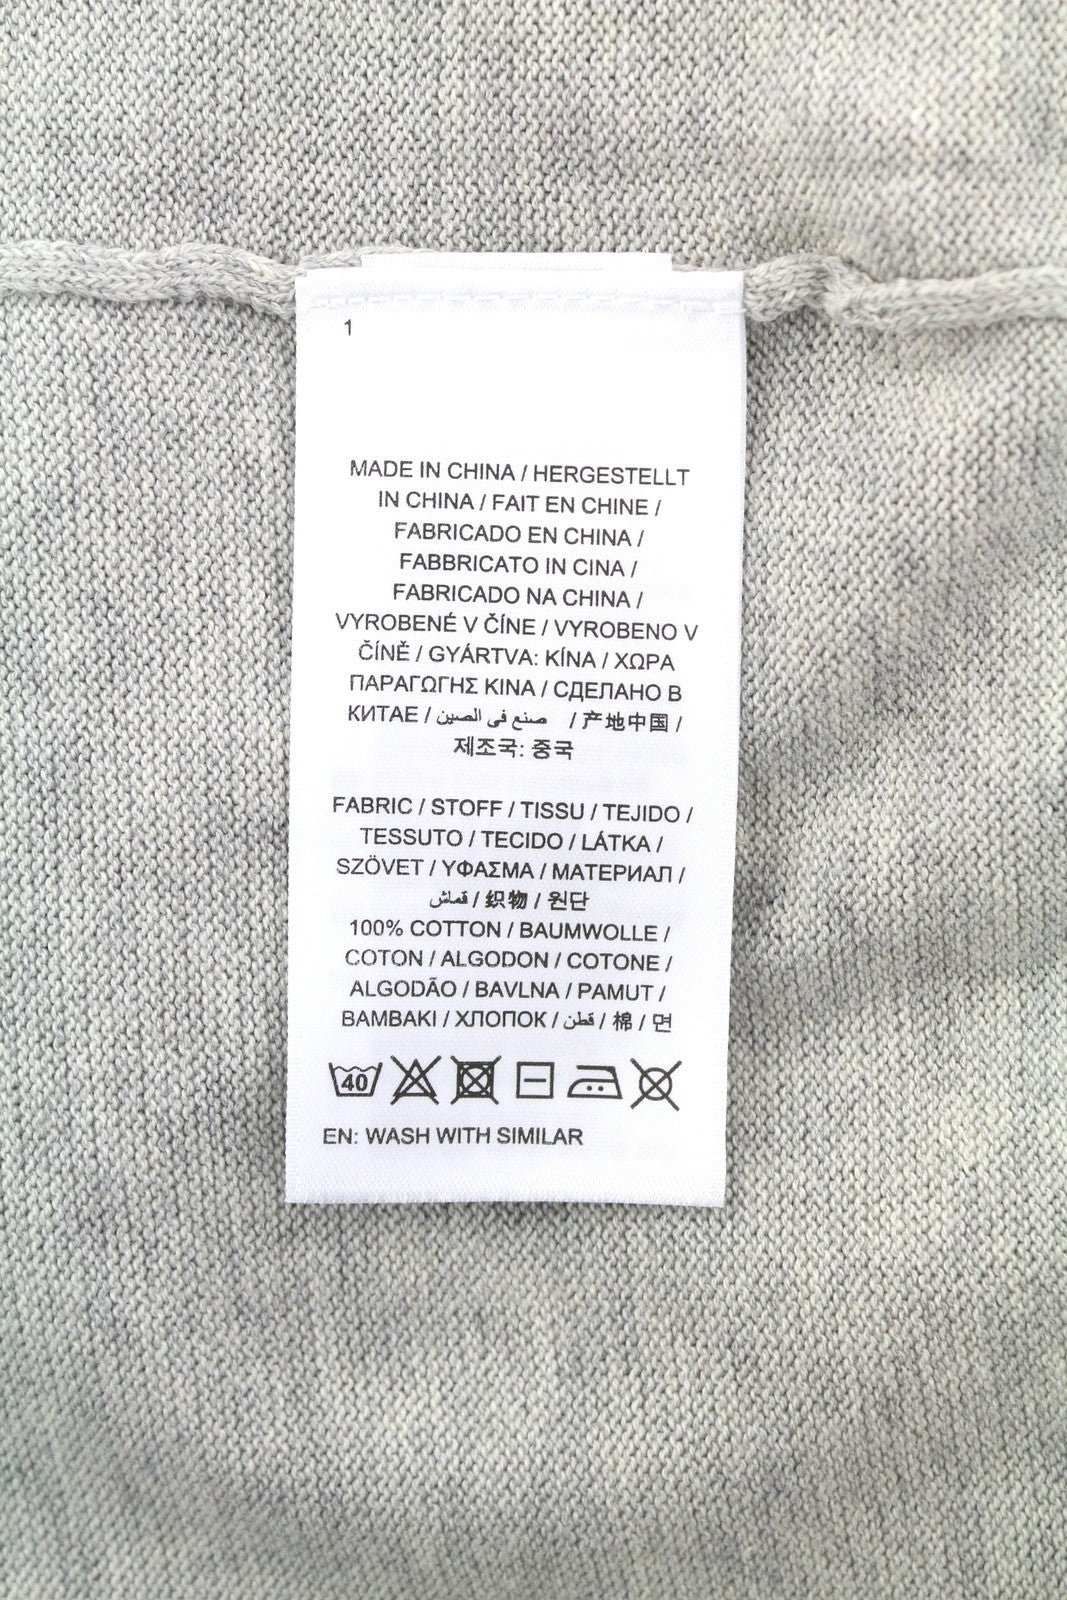 1
MADE IN CHINA / HERGESTELLT
IN CHINA / FAIT EN CHINE /
FABRICADO EN CHINA /
FABBRICATO IN CINA /
FABRICADO NA CHINA /
VYROBENÉ V ČÍNE / VYROBENO V
ČÍNĚ / GYÁRTVA: KÍNA / ΧΩΡΑ
ΠΑΡΑΓΩΓΗΣ ΚΙΝΑ / СДЕЛАНО В
КИТАЕ / صنع في الصين / 产地中国 /
제조국: 중국
FABRIC / STOFF / TISSU / TEJIDO /
TESSUTO / TECIDO / LÁTKA /
SZÖVET / ΥΦΑΣΜΑ / МАТЕРИАЛ /
قماش / 织物 / 원단
100% COTTON / BAUMWOLLE /
COTON / ALGODON / COTONE /
ALGODÃO / BAVLNA / PAMUT /
ΒΑΜΒΑΚΙ / ХЛОПОК / قطن / 棉 / 면
40
EN: WASH WITH SIMILAR